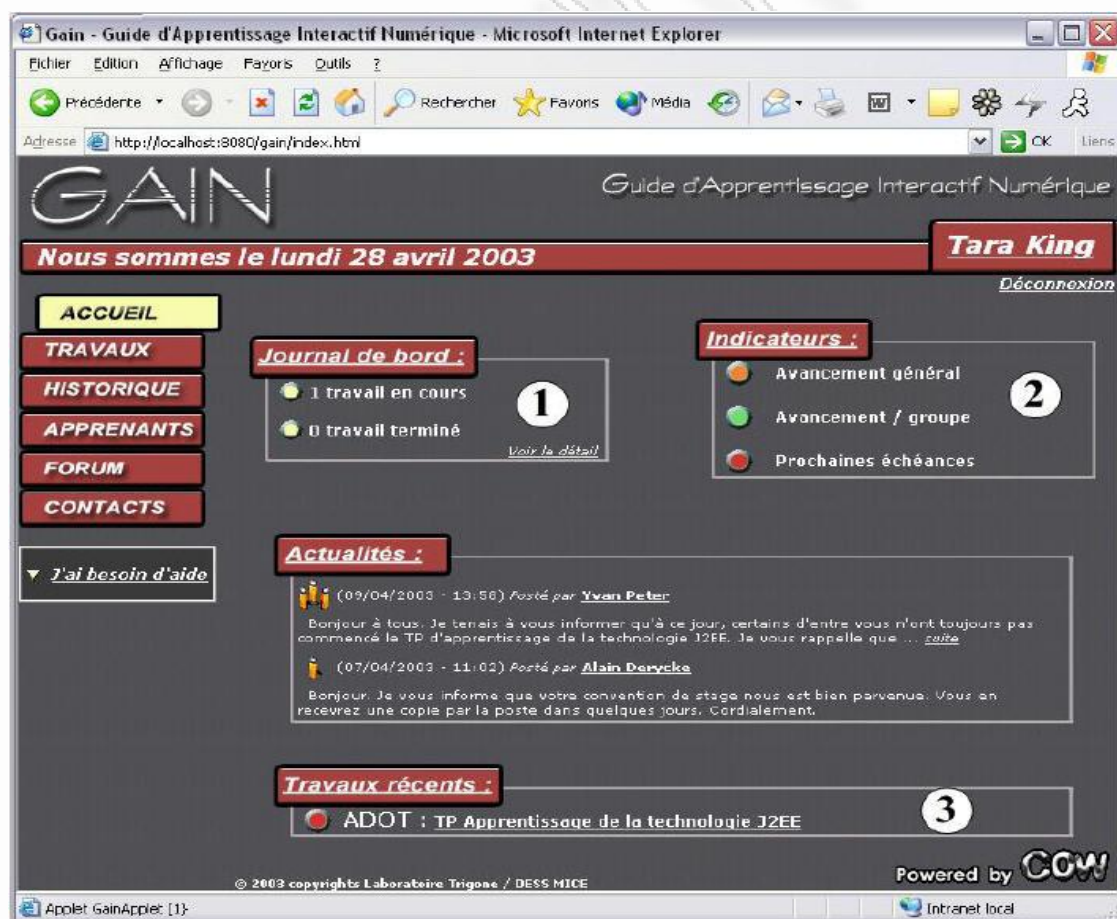 Gain - Guide d'Apprentissage Interactif Numérique - Microsoft Internet Explorer
Fichier Edition Affichage Favoris Outils ?
Précédente Rechercher Favoris Média
Adresse http://localhost:8080/gain/index.html OK Liens
GAIN
Guide d'Apprentissage Interactif Numérique
Nous sommes le lundi 28 avril 2003
Tara King
Déconnexion
ACCUEIL
TRAVAUX
HISTORIQUE
APPRENANTS
FORUM
CONTACTS
J'ai besoin d'aide
Journal de bord :
1 travail en cours
0 travail terminé
1
Voir le détail
Indicateurs :
Avancement général
Avancement / groupe
Prochaines échéances
2
Actualités :
(09/04/2003 - 13:58) Posté par Yvan Peter
Bonjour à tous. Je tenais à vous informer qu'à ce jour, certains d'entre vous n'ont toujours pas
commencé le TP d'apprentissage de la technologie J2EE. Je vous rappelle que ... suite
(07/04/2003 - 11:02) Posté par Alain Derycke
Bonjour. Je vous informe que votre convention de stage nous est bien parvenue. Vous en
recevrez une copie par la poste dans quelques jours. Cordialement.
Travaux récents :
ADOT : TP Apprentissage de la technologie J2EE
3
© 2003 copyrights Laboratoire Trigone / DESS MICE
Powered by COW
Applet GainApplet [1}
Intranet local